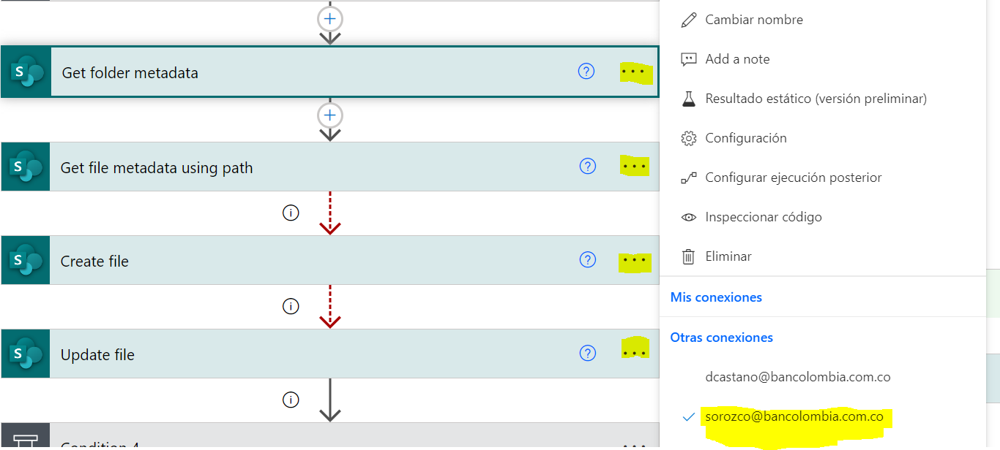 Get folder metadata
Get file metadata using path
Create file
Update file
Condition 4
Cambiar nombre
Add a note
Resultado estático (versión preliminar)
Configuración
Configurar ejecución posterior
Inspeccionar código
Eliminar
Mis conexiones
Otras conexiones
dcastano@bancolombia.com.co
sorozco@bancolombia.com.co